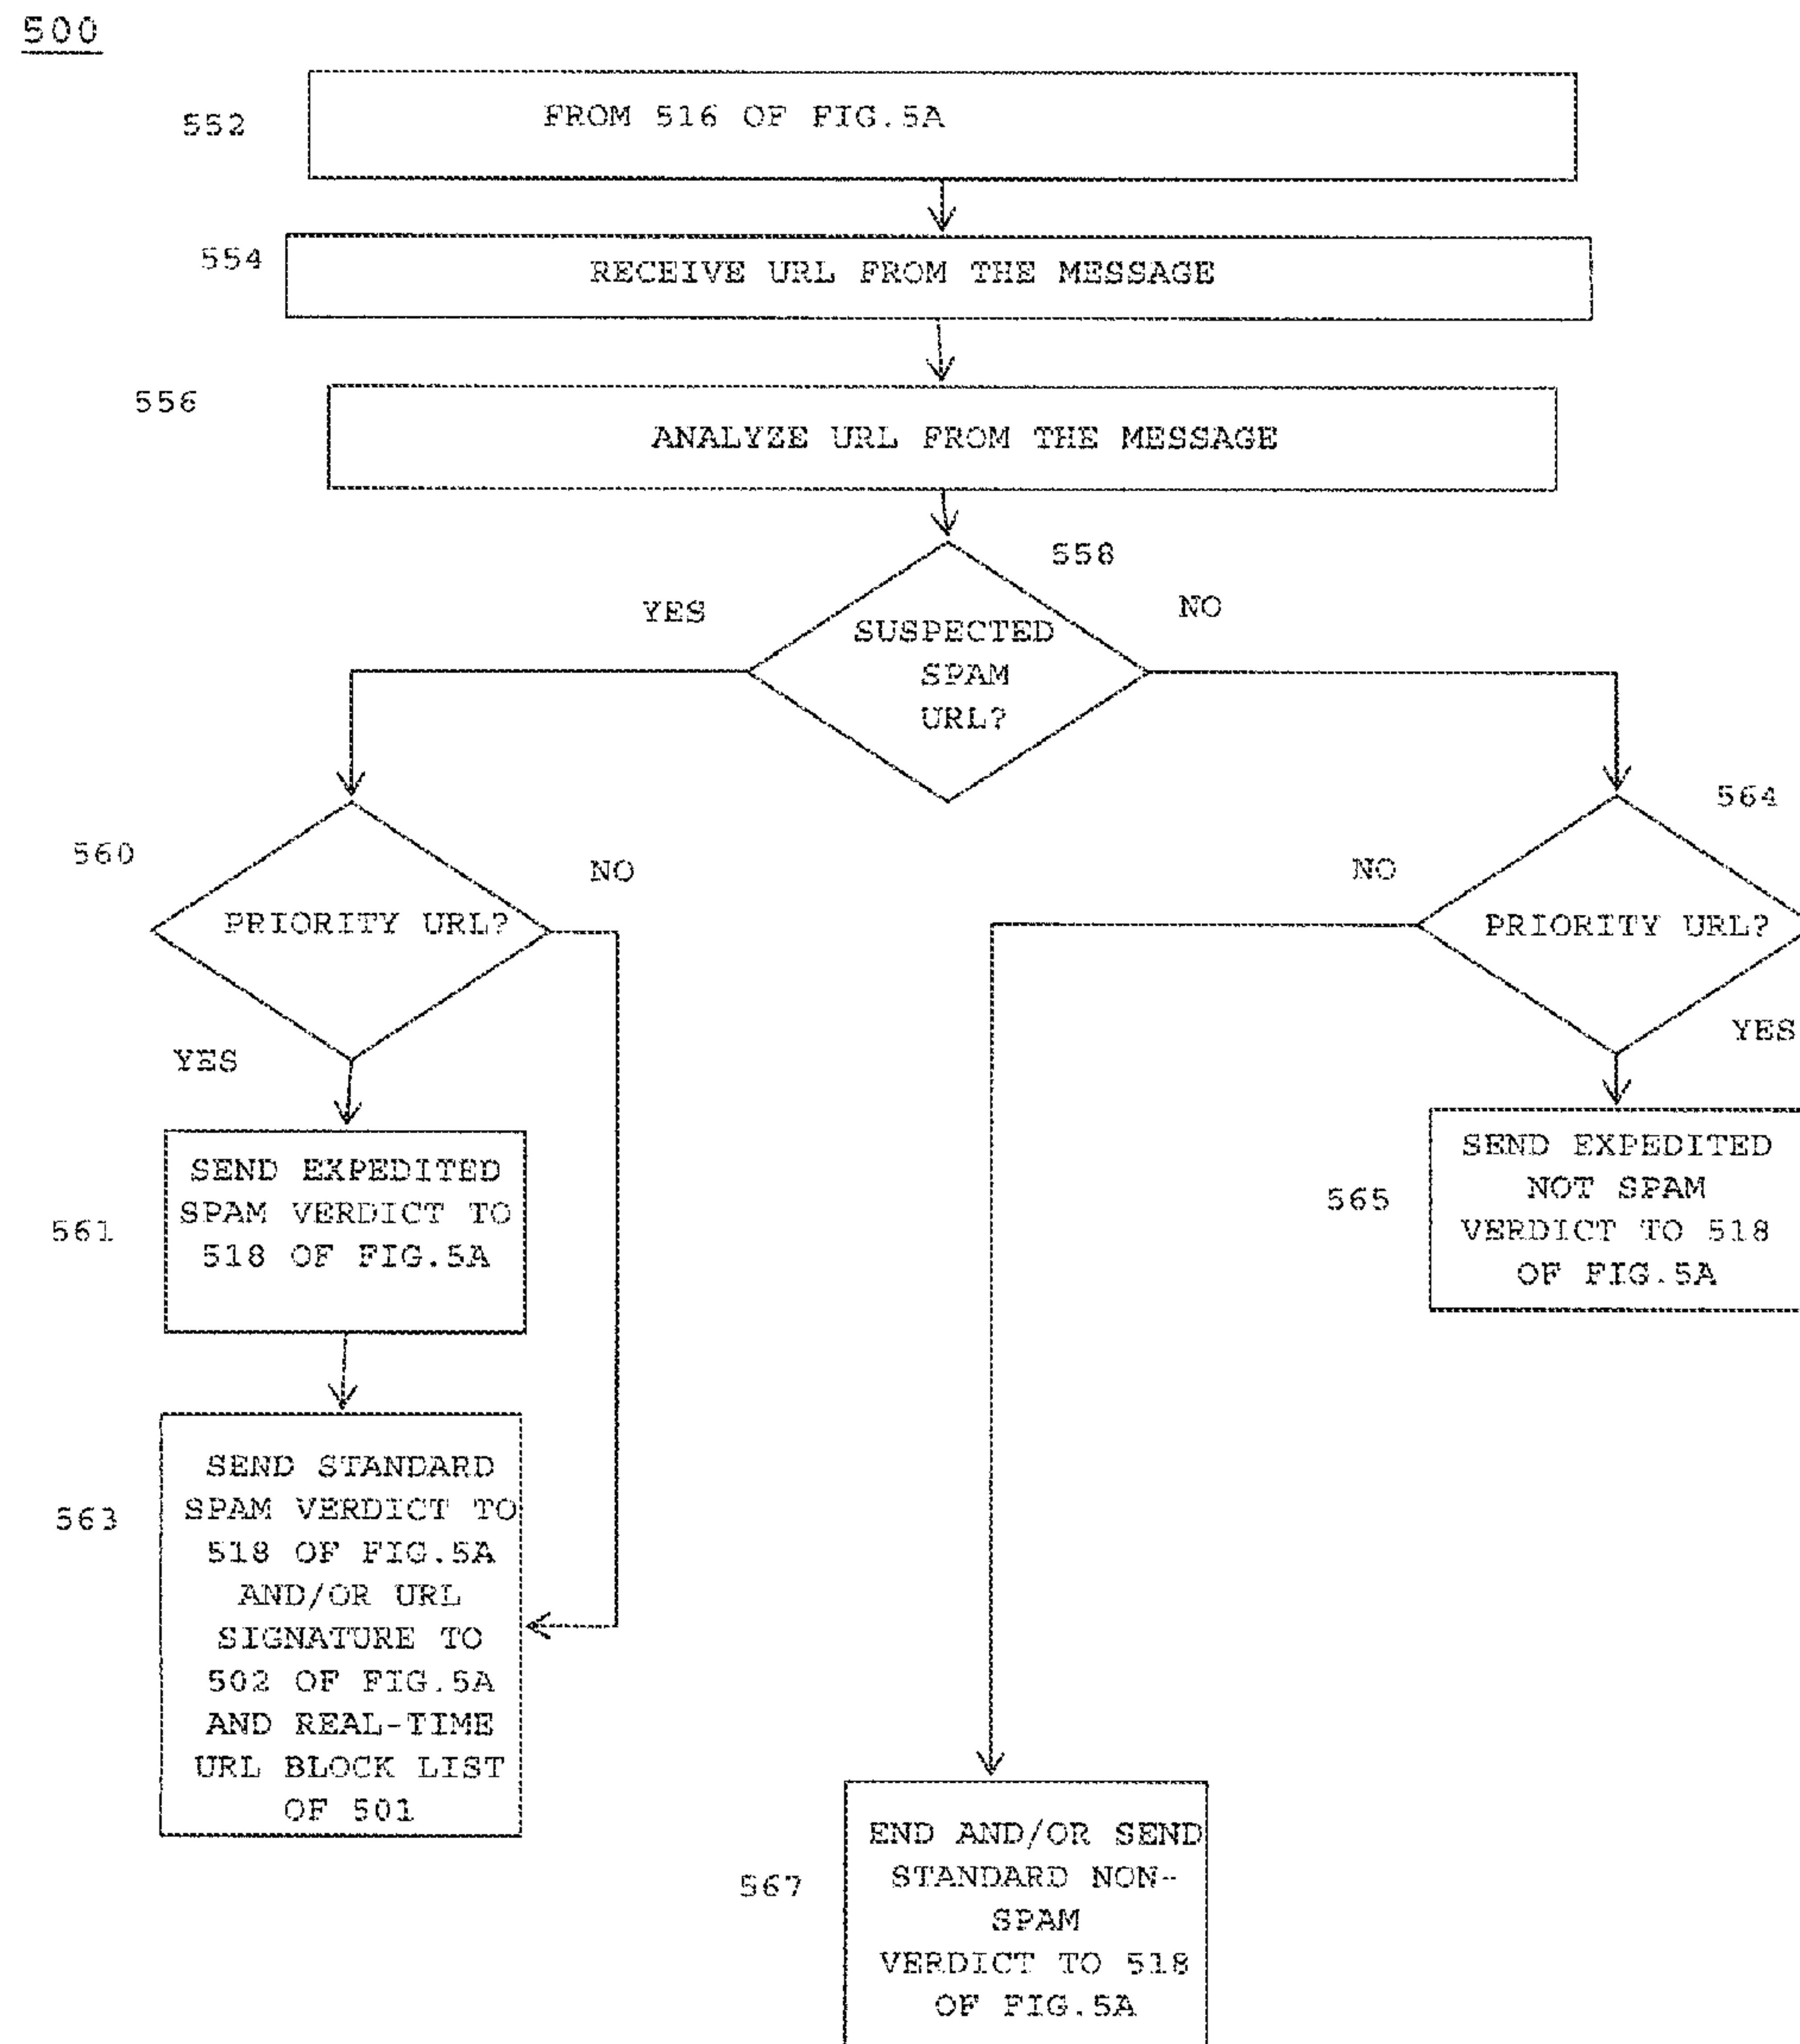 500
552
FROM 516 OF FIG.5A
554
RECEIVE URL FROM THE MESSAGE
556
ANALYZE URL FROM THE MESSAGE
558
YES
NO
SUSPECTED
SPAM
URL?
560
NO
PRIORITY URL?
YES
564
NO
PRIORITY URL?
YES
561
SEND EXPEDITED
SPAM VERDICT TO
518 OF FIG.5A
565
SEND EXPEDITED
NOT SPAM
VERDICT TO 518
OF FIG.5A
563
SEND STANDARD
SPAM VERDICT TO
518 OF FIG.5A
AND/OR URL
SIGNATURE TO
502 OF FIG.5A
AND REAL-TIME
URL BLOCK LIST
OF 501
567
END AND/OR SEND
STANDARD NON-
SPAM
VERDICT TO 518
OF FIG.5A